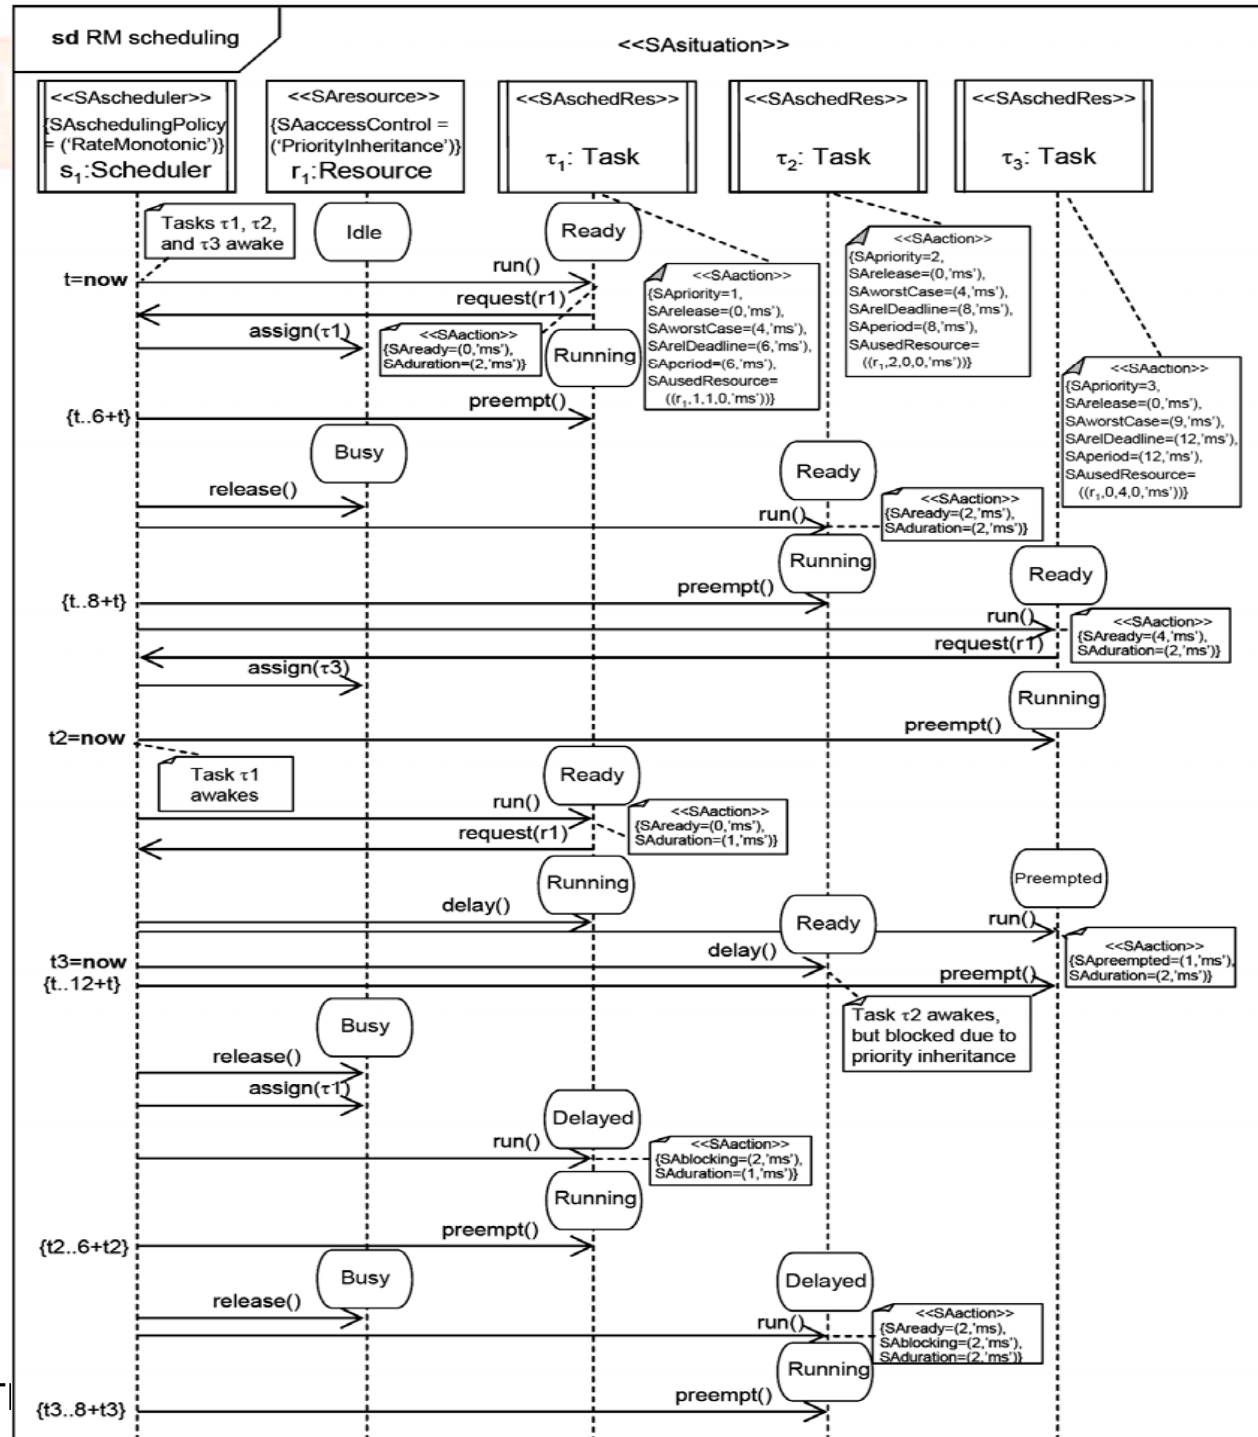 sd RM scheduling
<<SAsituation>>
<<SAscheduler>>
{SAschedulingPolicy
= ('RateMonotonic')}
s1:Scheduler
<<SAresource>>
{SAaccessControl =
('PriorityInheritance')}
r1:Resource
<<SAschedRes>>
τ1: Task
<<SAschedRes>>
τ2: Task
<<SAschedRes>>
τ3: Task
Tasks τ1, τ2,
and τ3 awake
Idle
Ready
t=now
run()
request(r1)
assign(τ1)
<<SAaction>>
{SAready=(0,'ms'),
SAduration=(2,'ms')}
Running
<<SAaction>>
{SApriority=1,
SArelease=(0,'ms'),
SAworstCase=(4,'ms'),
SArelDeadline=(6,'ms'),
SAperiod=(6,'ms'),
SAusedResource=
((r1,1,1,0,'ms'))}
<<SAaction>>
{SApriority=2,
SArelease=(0,'ms'),
SAworstCase=(4,'ms'),
SArelDeadline=(8,'ms'),
SAperiod=(8,'ms'),
SAusedResource=
((r1,2,0,0,'ms'))}
<<SAaction>>
{SApriority=3,
SArelease=(0,'ms'),
SAworstCase=(9,'ms'),
SArelDeadline=(12,'ms'),
SAperiod=(12,'ms'),
SAusedResource=
((r1,0,4,0,'ms'))}
{t..6+t}
preempt()
Busy
release()
Ready
run()
<<SAaction>>
{SAready=(2,'ms'),
SAduration=(2,'ms')}
Running
Ready
{t..8+t}
preempt()
run()
<<SAaction>>
{SAready=(4,'ms'),
SAduration=(2,'ms')}
request(r1)
assign(τ3)
Running
t2=now
preempt()
Task τ1
awakes
Ready
run()
request(r1)
<<SAaction>>
{SAready=(0,'ms'),
SAduration=(1,'ms')}
Running
Preempted
delay()
Ready
run()
<<SAaction>>
{SApreempted=(1,'ms'),
SAduration=(2,'ms')}
t3=now
delay()
{t..12+t}
preempt()
Task τ2 awakes,
but blocked due to
priority inheritance
Busy
release()
assign(τ1)
Delayed
run()
<<SAaction>>
{SAblocking=(2,'ms'),
SAduration=(1,'ms')}
Running
{t2..6+t2}
preempt()
Busy
Delayed
release()
run()
<<SAaction>>
{SAready=(2,'ms),
SAblocking=(2,'ms'),
SAduration=(2,'ms')}
Running
{t3..8+t3}
preempt()